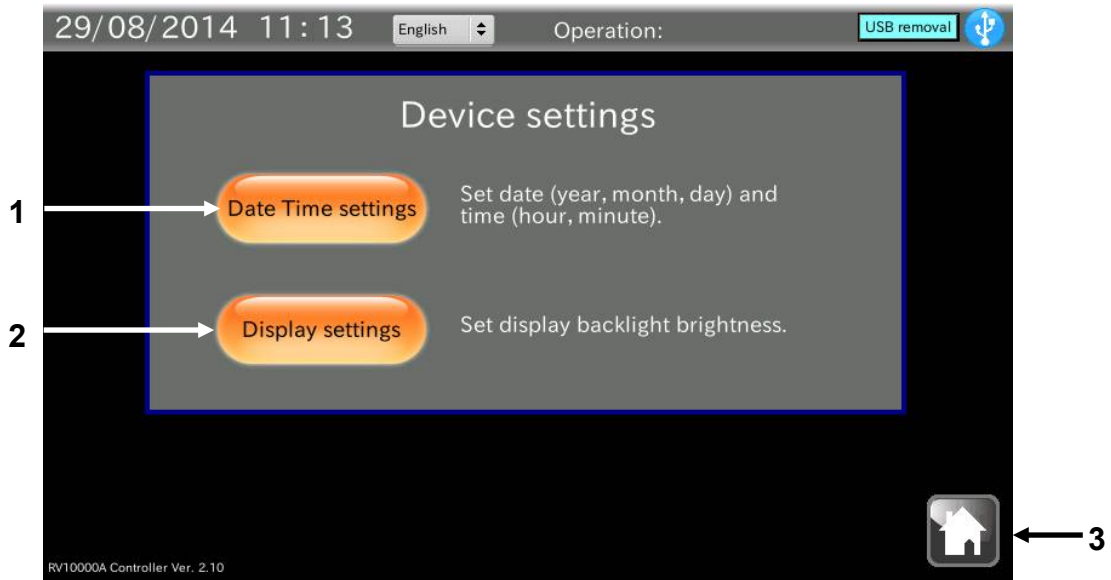 29/08/2014 11:13 English Operation: USB removal
Device settings
1
Date Time settings
Set date (year, month, day) and
time (hour, minute).
2
Display settings
Set display backlight brightness.
3
RV10000A Controller Ver. 2.10